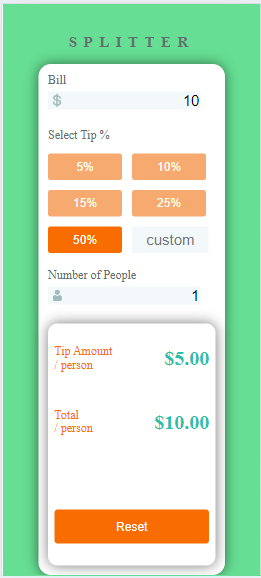 SPLITTER
Bill
$ 10
Select Tip %
5% 10%
15% 25%
50% custom
Number of People
1
Tip Amount
/ person
$5.00
Total
/ person
$10.00
Reset